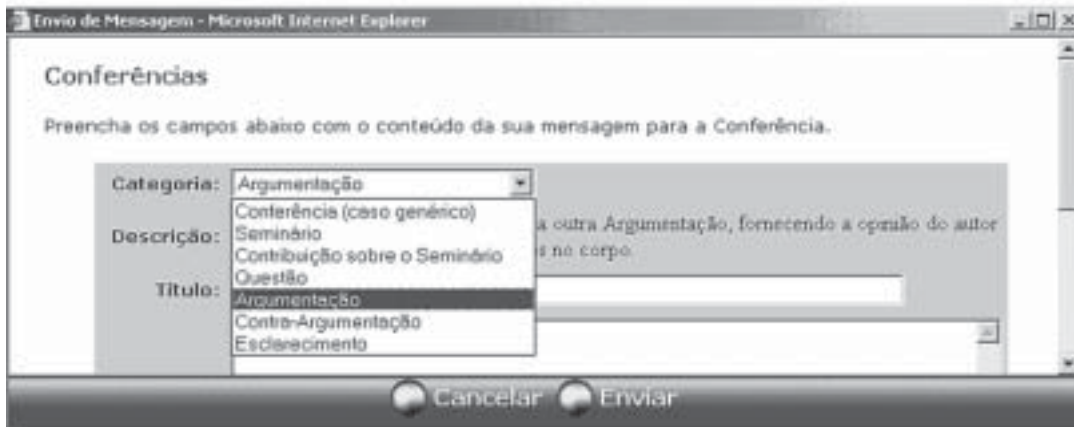 Envio de Mensagem - Microsoft Internet Explorer
Conferências
Preencha os campos abaixo com o conteúdo da sua mensagem para a Conferência.
Categoria: Argumentação
Conferência (caso genérico)
Descrição: Seminário a outra Argumentação, fornecendo a opinião do autor
Contribuição sobre o Seminário s no corpo.
Questão
Título: Argumentação
Contra-Argumentação
Esclarecimento
Cancelar Enviar